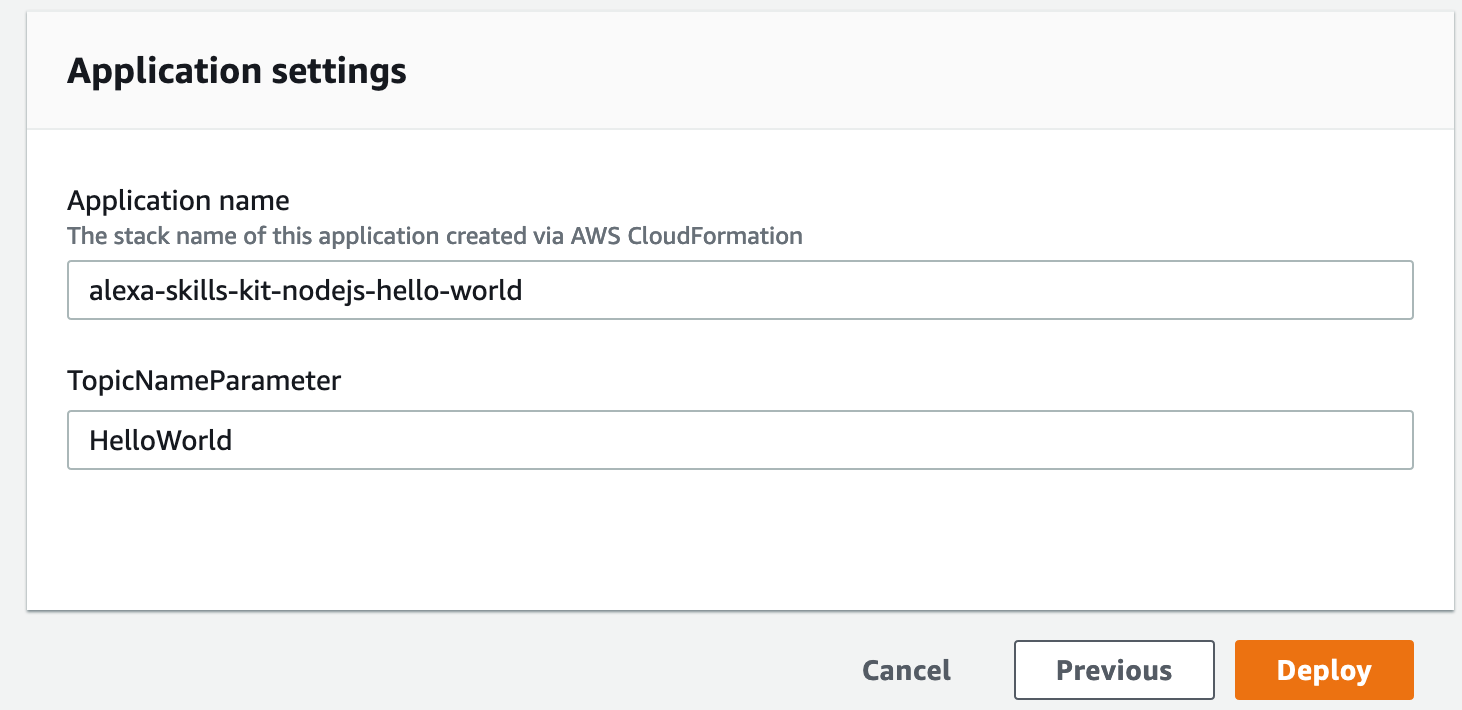 Application settings
Application name
The stack name of this application created via AWS CloudFormation
alexa-skills-kit-nodejs-hello-world
TopicNameParameter
HelloWorld
Cancel
Previous
Deploy